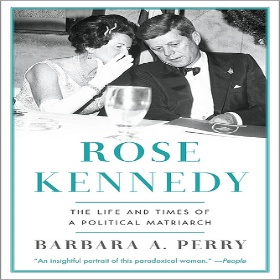 ROSE
KENNEDY
THE LIFE AND TIMES OF
A POLITICAL MATRIARCH
BARBARA A. PERRY
"An insightful portrait of this paradoxical woman." —People